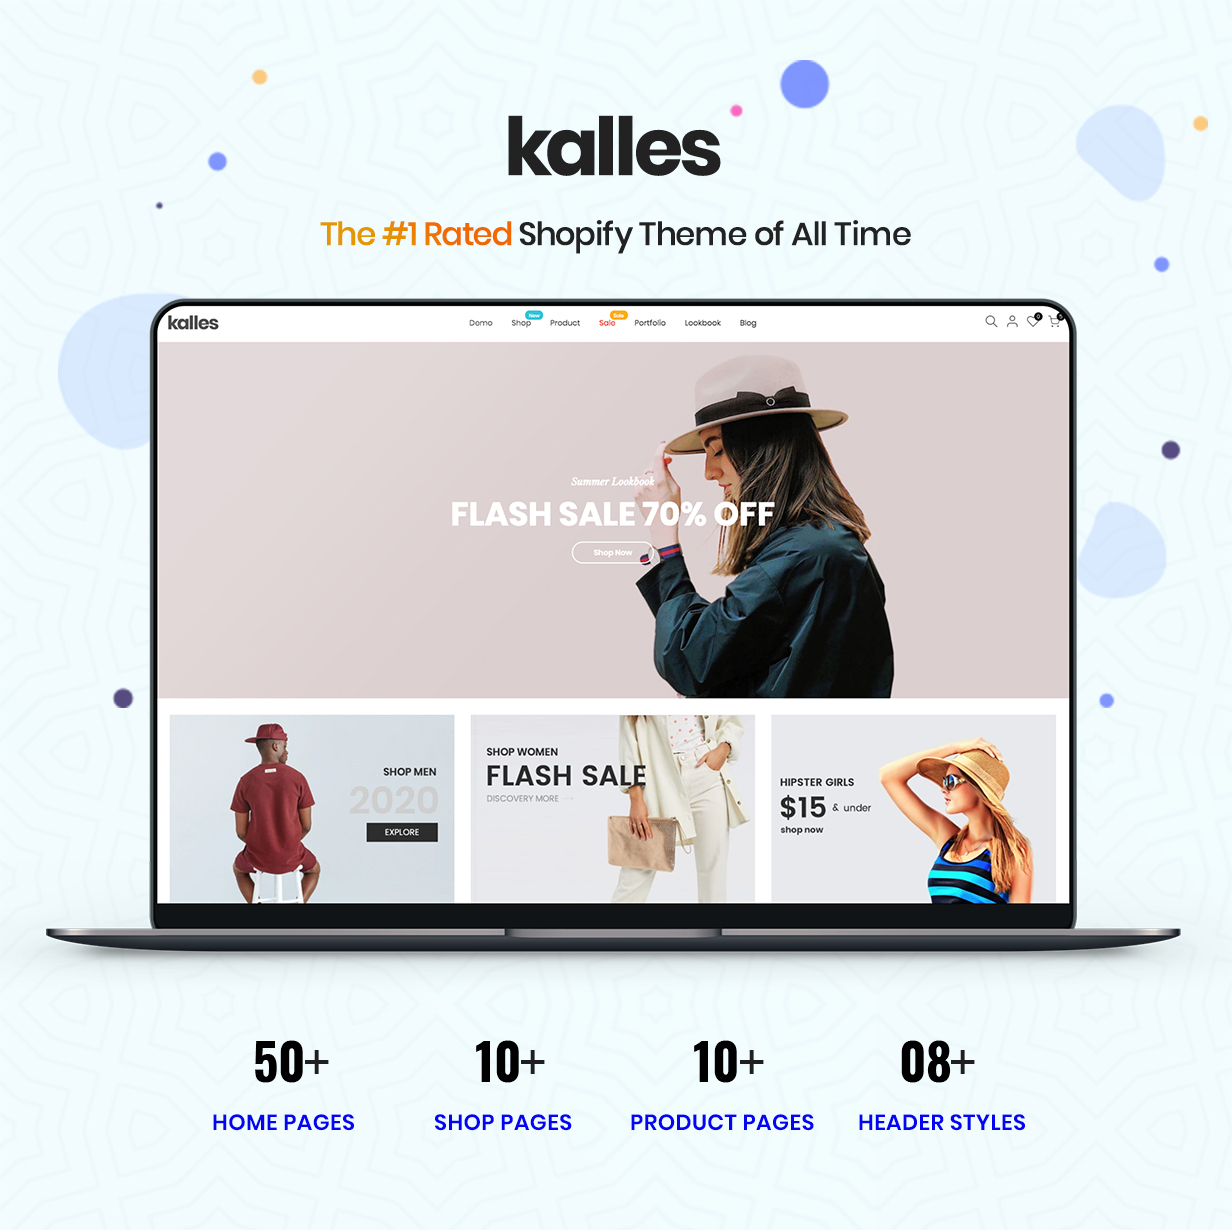 kalles
The #1 Rated Shopify Theme of All Time
kalles
Demo Shop New Product Sale Sale Portfolio Lookbook Blog
0
Summer Lookbook
FLASH SALE 70% OFF
Shop Now
SHOP MEN
2020
EXPLORE
SHOP WOMEN
FLASH SALE
DISCOVERY MORE
HIPSTER GIRLS
$15 & under
shop now
50+ 10+ 10+ 08+
HOME PAGES SHOP PAGES PRODUCT PAGES HEADER STYLES